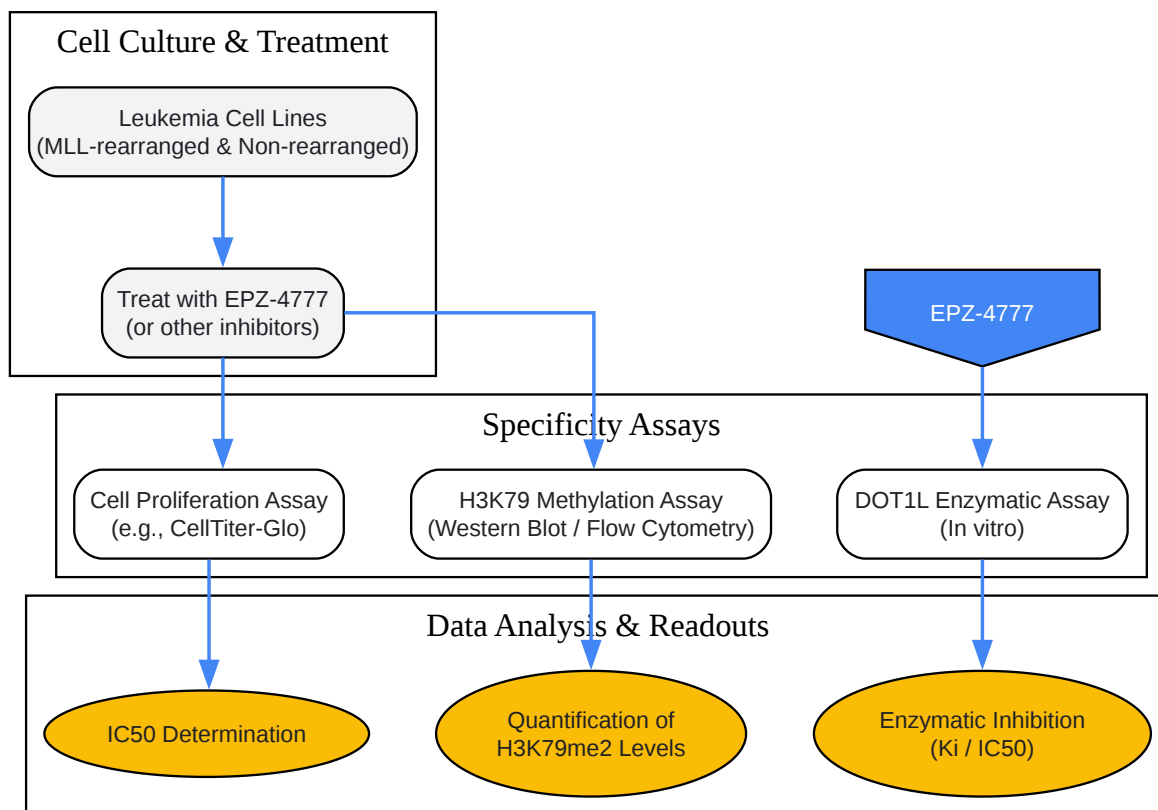 Cell Culture & Treatment
Leukemia Cell Lines
(MLL-rearranged & Non-rearranged)
Treat with EPZ-4777
(or other inhibitors)
EPZ-4777
Specificity Assays
Cell Proliferation Assay
(e.g., CellTiter-Glo)
H3K79 Methylation Assay
(Western Blot / Flow Cytometry)
DOT1L Enzymatic Assay
(In vitro)
Data Analysis & Readouts
IC50 Determination
Quantification of
H3K79me2 Levels
Enzymatic Inhibition
(Ki / IC50)